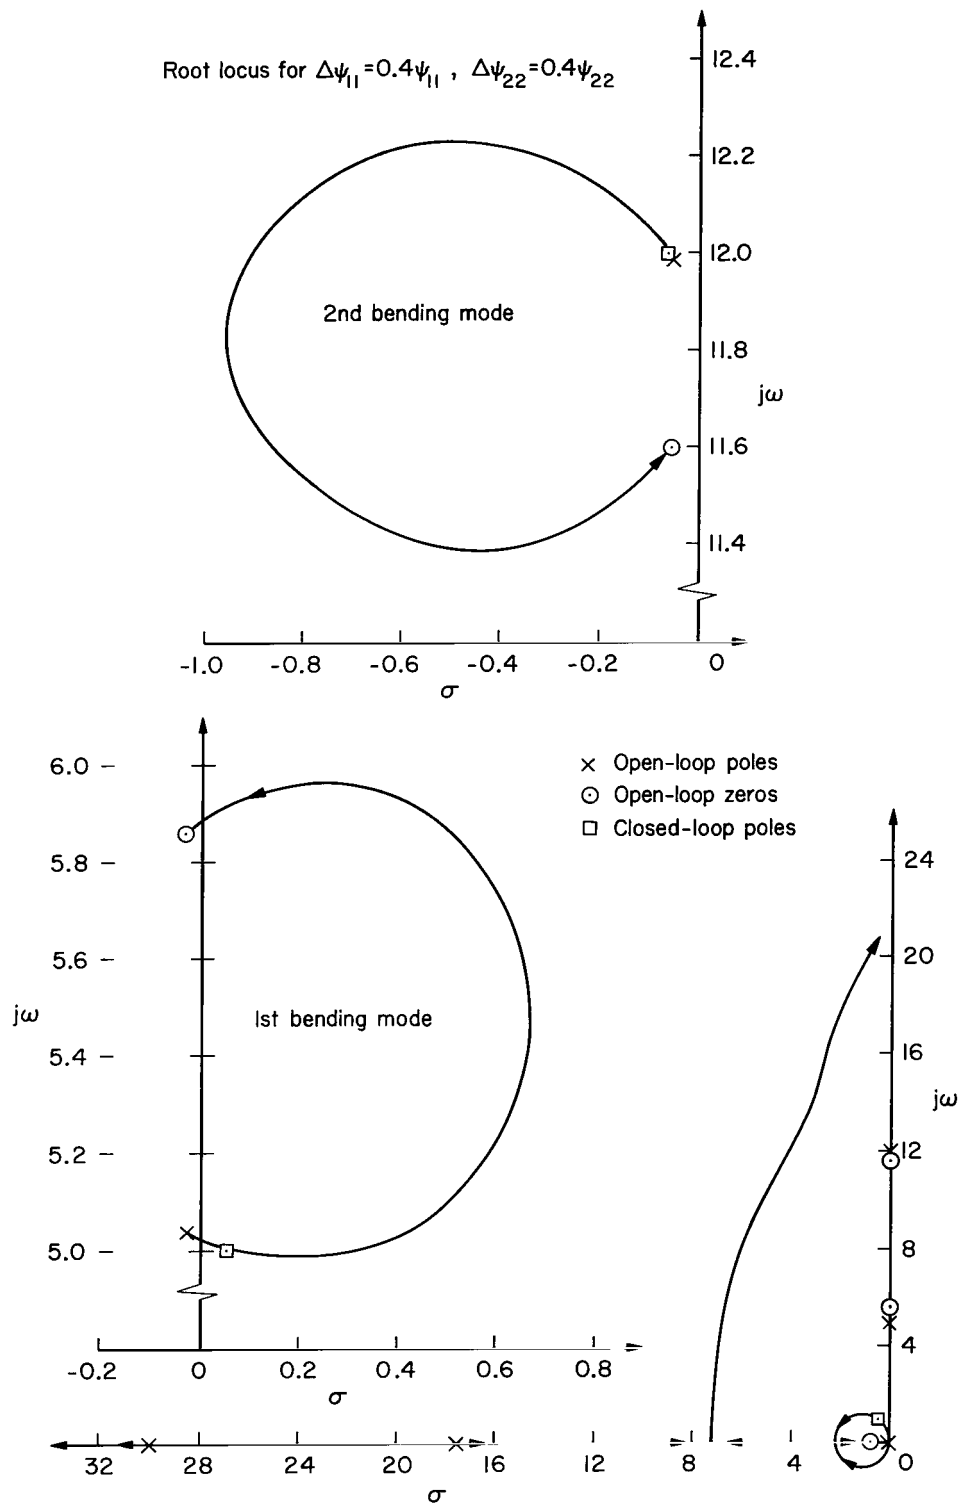 Root locus for Δψ₁₁=0.4ψ₁₁ , Δψ₂₂=0.4ψ₂₂
12.4
12.2
12.0
2nd bending mode
11.8
jω
11.6
11.4
-1.0 -0.8 -0.6 -0.4 -0.2 0
σ
6.0
Open-loop poles
Open-loop zeros
Closed-loop poles
5.8
24
5.6
20
jω
1st bending mode
5.4
16
jω
5.2
12
5.0
8
4
-0.2 0 0.2 0.4 0.6 0.8
σ
32 28 24 20 16 12 8 4 0
σ